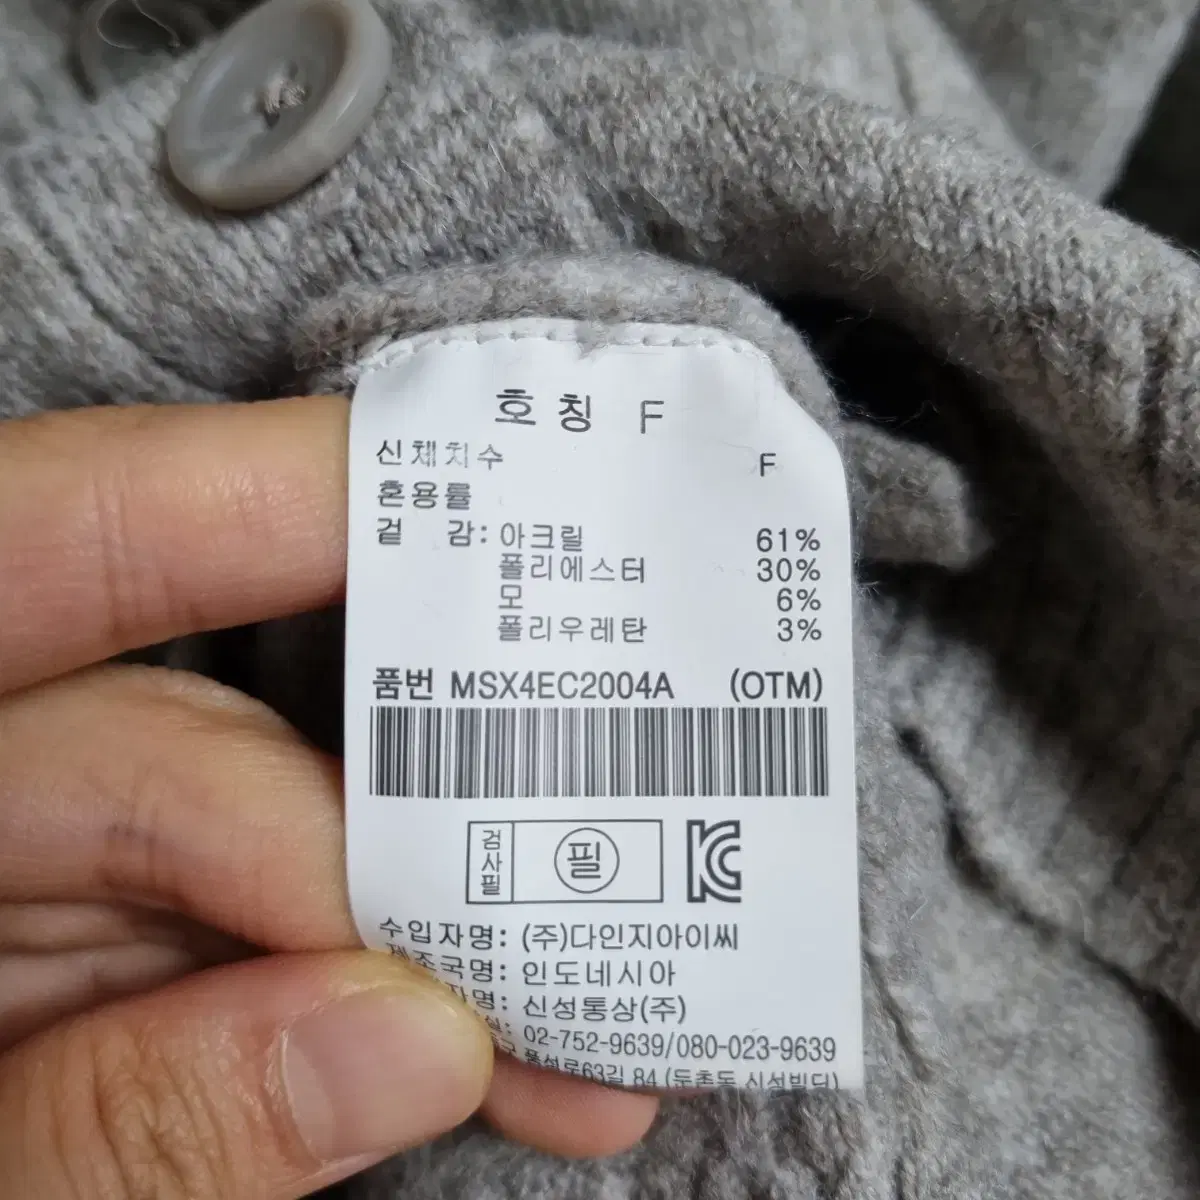 호칭 F
신체치수 F
혼용률
겉 감: 아크릴 61%
폴리에스터 30%
모 6%
폴리우레탄 3%
품번 MSX4EC2004A (OTM)
검사필 필
수입자명: (주)다인지아이씨
제조국명: 인도네시아
자명: 신성통상(주)
02-752-9639/080-023-9639
풍성로63길 84 (둔촌동 신성빌딩)